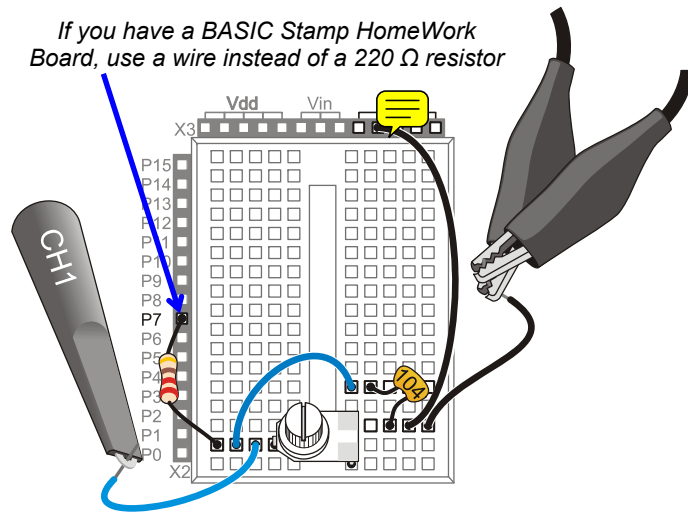 If you have a BASIC Stamp HomeWork
Board, use a wire instead of a 220 Ω resistor
Vdd
Vin
X3
P15
P14
P13
P12
P10
P9
P8
P7
P6
P5
P4
P3
P2
P1
P0
X2
CH1
104